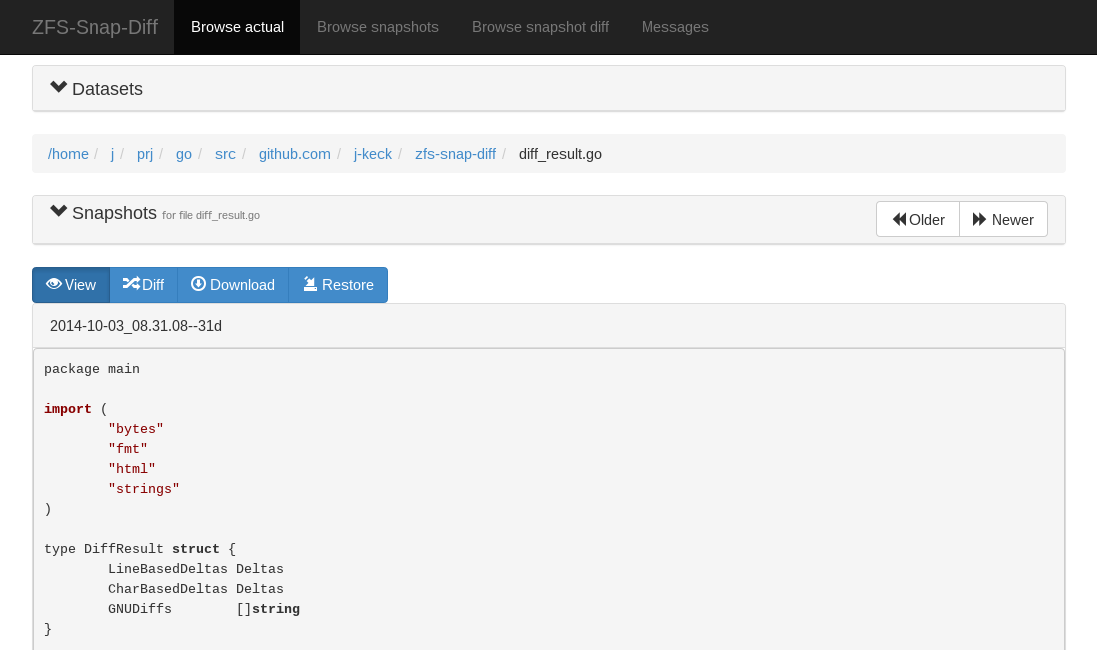 ZFS-Snap-Diff Browse actual Browse snapshots Browse snapshot diff Messages
Datasets
/home / j / prj / go / src / github.com / j-keck / zfs-snap-diff / diff_result.go
Snapshots for file diff_result.go Older Newer
View Diff Download Restore
2014-10-03_08.31.08--31d
package main
import (
        "bytes"
        "fmt"
        "html"
        "strings"
)
type DiffResult struct {
        LineBasedDeltas Deltas
        CharBasedDeltas Deltas
        GNUDiffs        []string
}